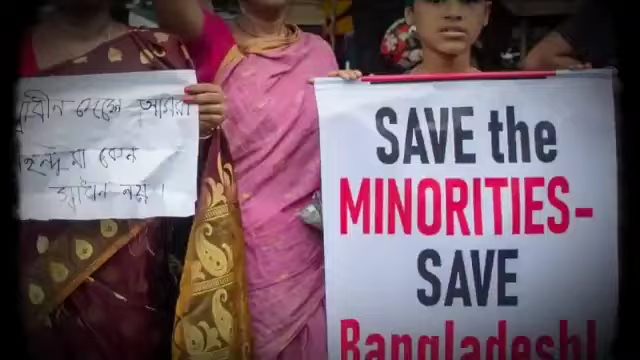 স্বাধীন দেশে আমরা
হিন্দুরা কেন
স্বাধীন নয়।
SAVE the
MINORITIES-
SAVE
Bangladesh!